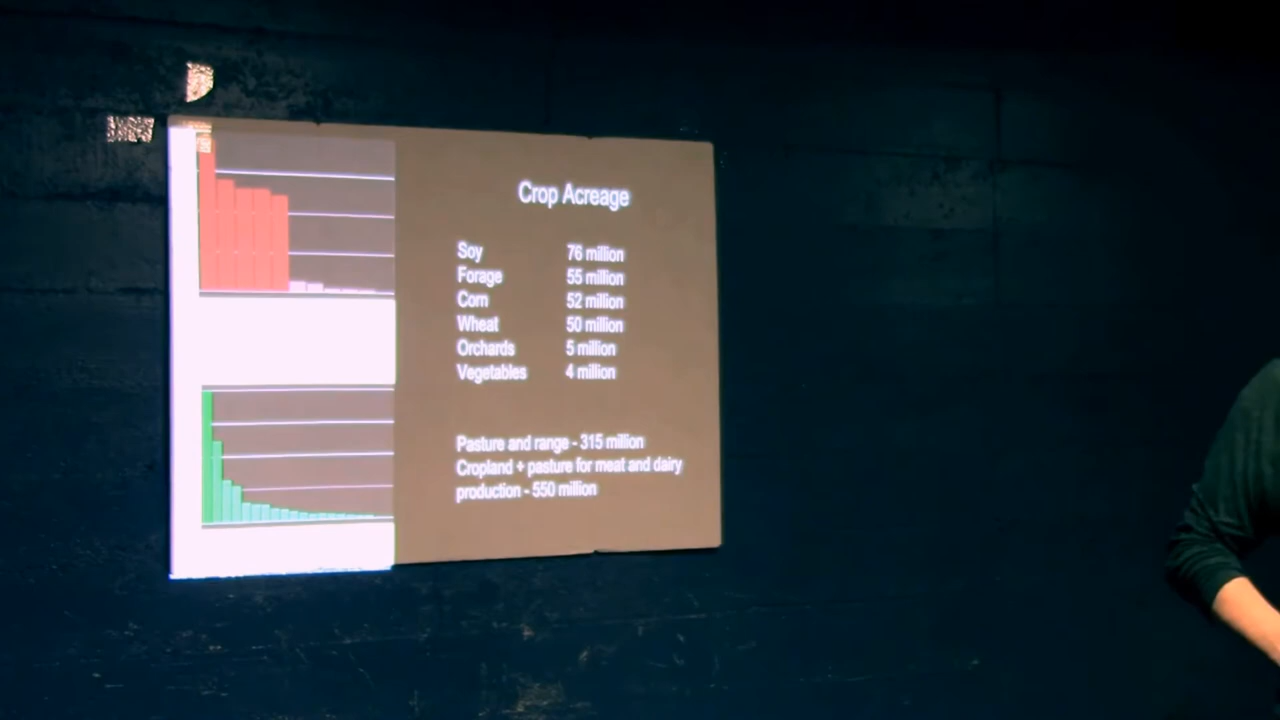 Crop Acreage
Soy 76 million
Forage 55 million
Corn 52 million
Wheat 50 million
Orchards 5 million
Vegetables 4 million
Pasture and range - 315 million
Cropland + pasture for meat and dairy
production - 550 million